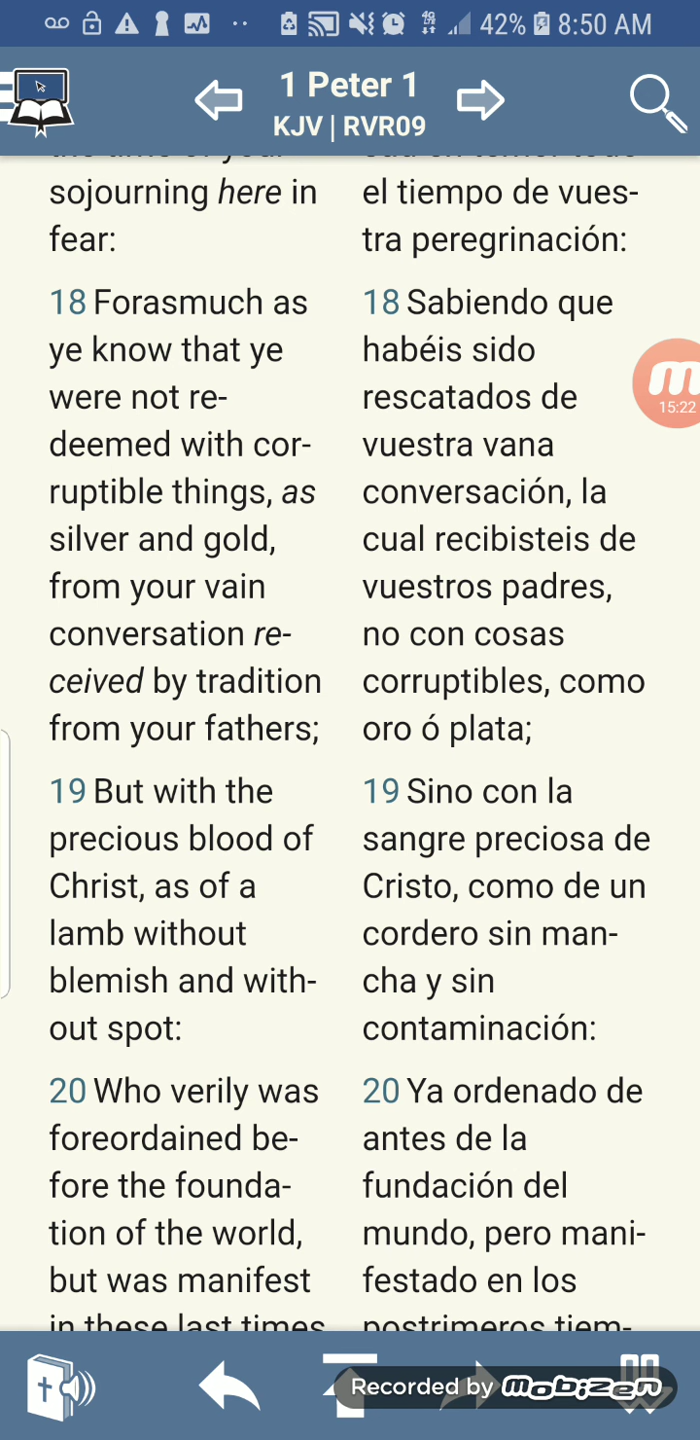 42% 8:50 AM
1 Peter 1
KJV | RVR09
sojourning here in
fear:
18 Forasmuch as
ye know that ye
were not re-
deemed with cor-
ruptible things, as
silver and gold,
from your vain
conversation re-
ceived by tradition
from your fathers;
19 But with the
precious blood of
Christ, as of a
lamb without
blemish and with-
out spot:
20 Who verily was
foreordained be-
fore the founda-
tion of the world,
but was manifest
in these last times
el tiempo de vues-
tra peregrinación:
18 Sabiendo que
habéis sido
rescatados de
vuestra vana
conversación, la
cual recibisteis de
vuestros padres,
no con cosas
corruptibles, como
oro ó plata;
19 Sino con la
sangre preciosa de
Cristo, como de un
cordero sin man-
cha y sin
contaminación:
20 Ya ordenado de
antes de la
fundación del
mundo, pero mani-
festado en los
postrimeros tiem-
m
15:22
Recorded by mobizen